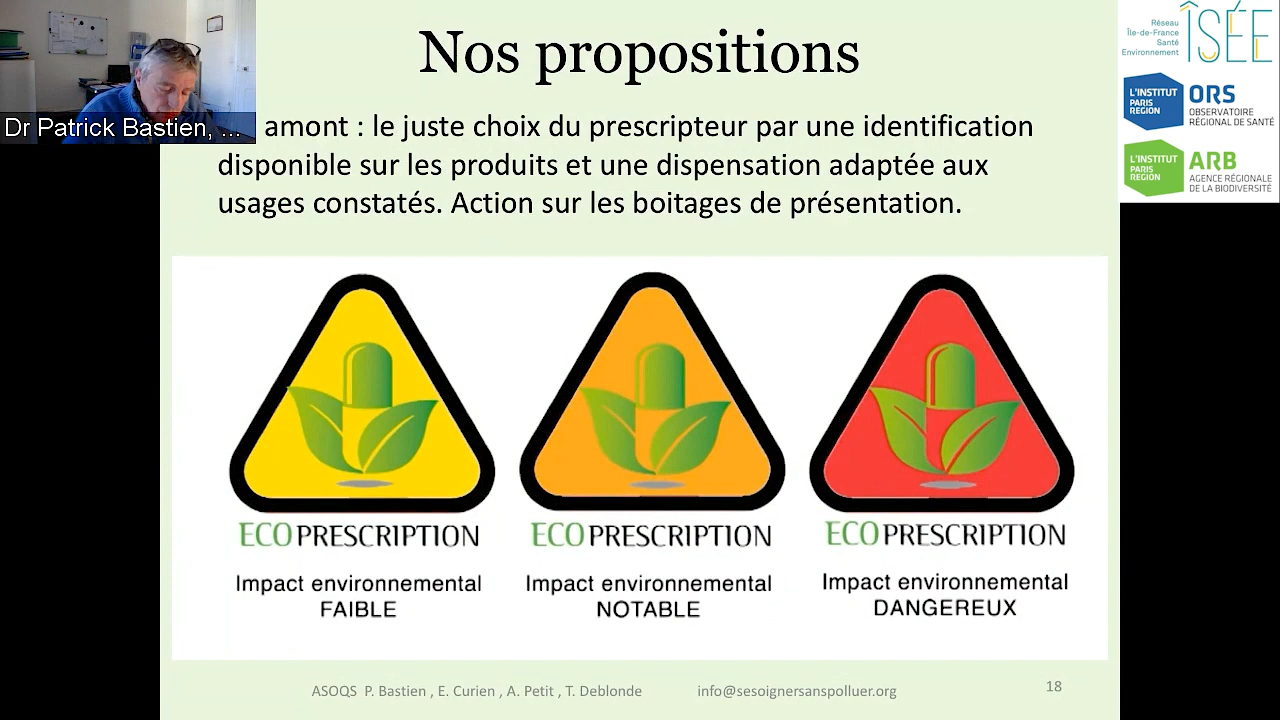 Nos propositions
Dr Patrick Bastien, ...
amont : le juste choix du prescripteur par une identification
disponible sur les produits et une dispensation adaptée aux
usages constatés. Action sur les boitages de présentation.
Réseau
Île-de-France
Santé
Environnement
ÎSÉE
L'INSTITUT
PARIS
REGION
ORS
OBSERVATOIRE
RÉGIONAL DE SANTÉ
L'INSTITUT
PARIS
REGION
ARB
AGENCE RÉGIONALE
DE LA BIODIVERSITÉ
ECOPRESCRIPTION
Impact environnemental
FAIBLE
ECOPRESCRIPTION
Impact environnemental
NOTABLE
ECOPRESCRIPTION
Impact environnemental
DANGEREUX
ASOQS P. Bastien , E. Curien , A. Petit , T. Deblonde
info@sesoignersanspolluer.org
18